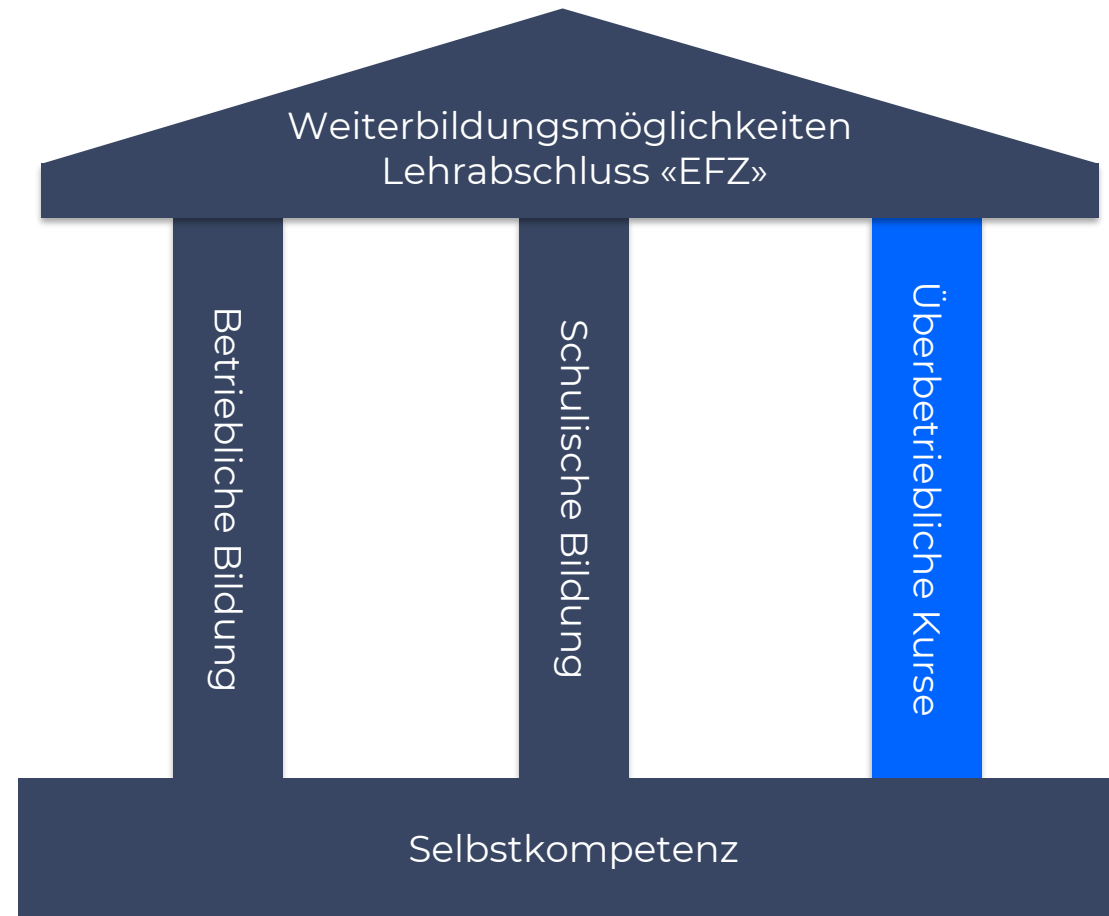 Weiterbildungsmöglichkeiten
Lehrabschluss «EFZ»
Betriebliche Bildung
Schulische Bildung
Überbetriebliche Kurse
Selbstkompetenz